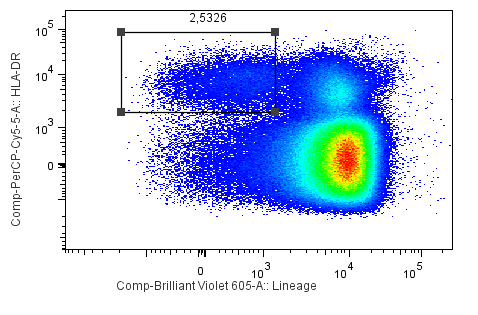 2,5326
10^5
10^4
10^3
0
Comp-PerCP-Cy5-5-A:: HLA-DR
0 10^3 10^4 10^5
Comp-Brilliant Violet 605-A:: Lineage